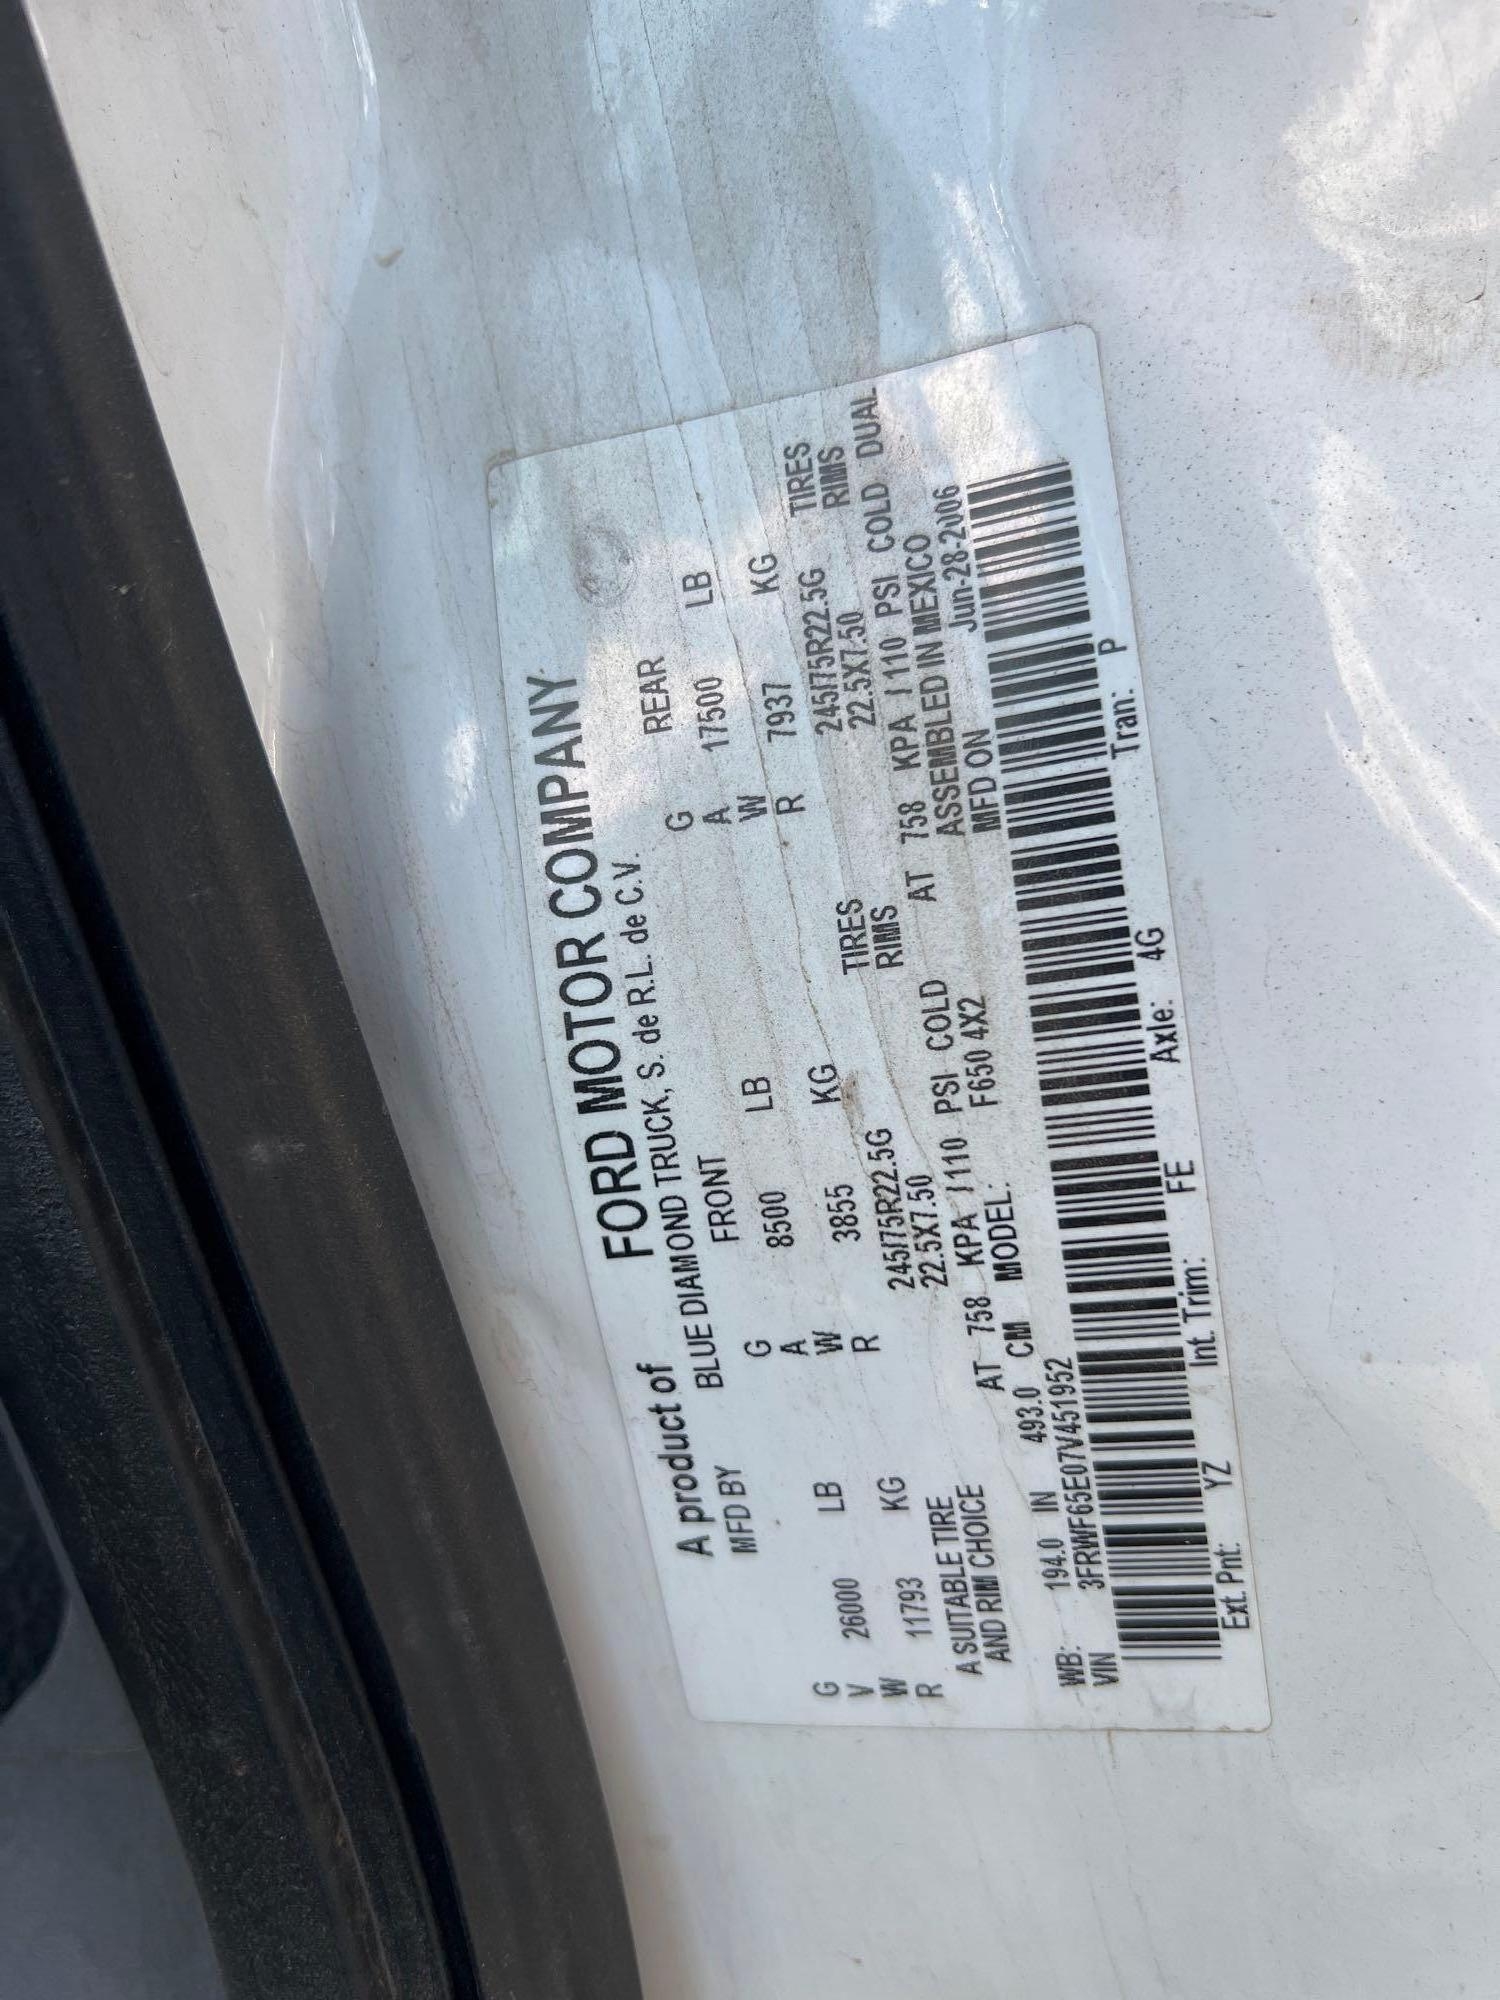 A product of FORD MOTOR COMPANY
MFD BY BLUE DIAMOND TRUCK, S. de R.L. de C.V.
FRONT REAR
G G
V 26000 LB A 8500 LB A 17500 LB
W W W
R 11793 KG R 3855 KG R 7937 KG
A SUITABLE TIRE 245/75R22.5G TIRES 245/75R22.5G TIRES
AND RIM CHOICE 22.5X7.50 RIMS 22.5X7.50 RIMS
AT 758 KPA /110 PSI COLD AT 758 KPA /110 PSI COLD DUAL
WB: 194.0 IN 493.0 CM MODEL: F650 4X2 ASSEMBLED IN MEXICO
VIN 3FRWF65E07V451952 MFD ON Jun-28-2006
Ext. Pnt: YZ Int. Trim: FE Axle: 4G Tran: P